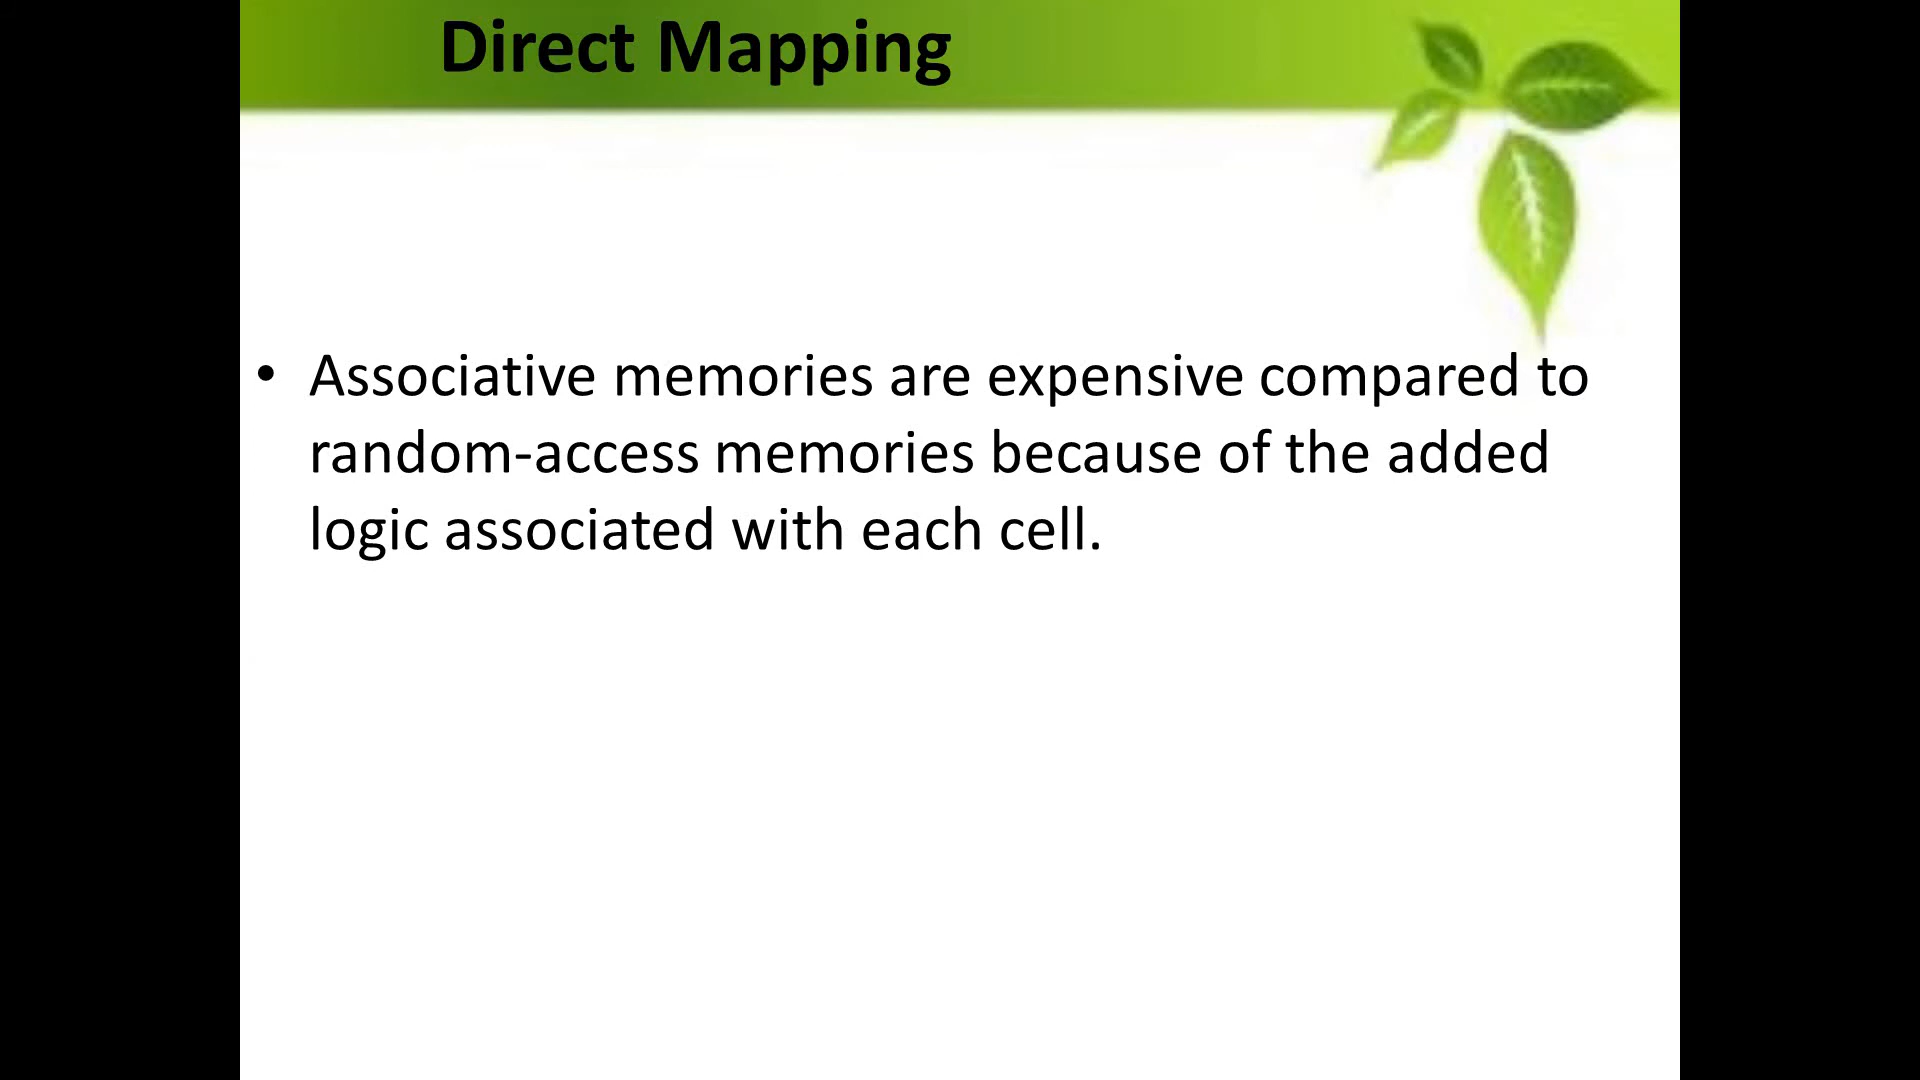 Direct Mapping
• Associative memories are expensive compared to
random-access memories because of the added
logic associated with each cell.